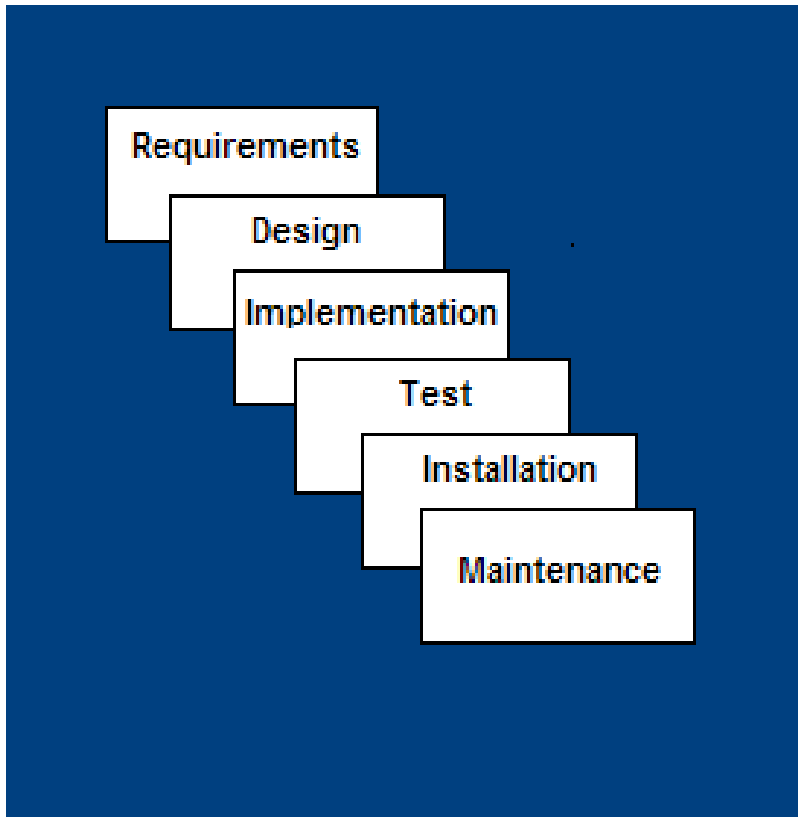 Requirements
Design
Implementation
Test
Installation
Maintenance